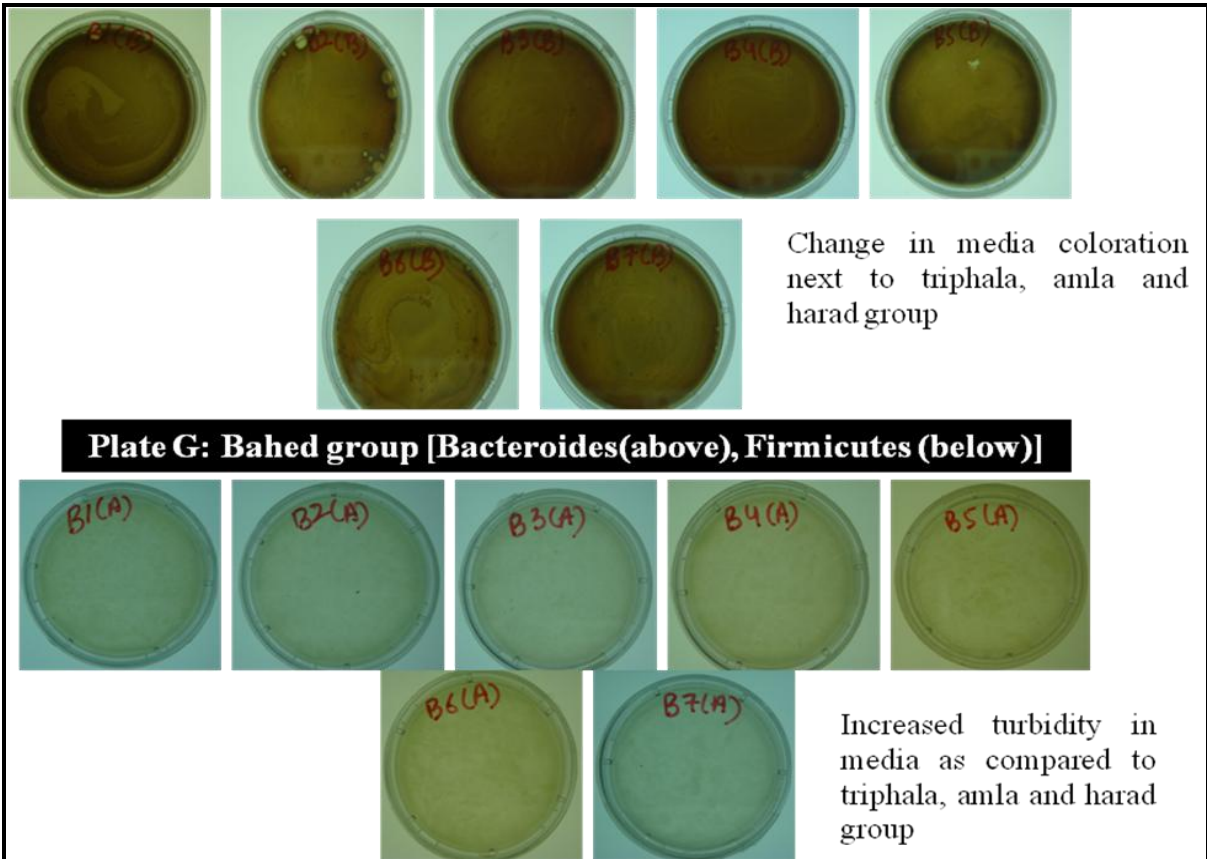 B1(B)
B2(B)
B3(B)
B4(B)
B5(B)
B6(B)
B7(B)
Change in media coloration
next to triphala, amla and
harad group
Plate G: Bahed group [Bacteroides(above), Firmicutes (below)]
B1(A)
B2(A)
B3(A)
B4(A)
B5(A)
B6(A)
B7(A)
Increased turbidity in
media as compared to
triphala, amla and harad
group